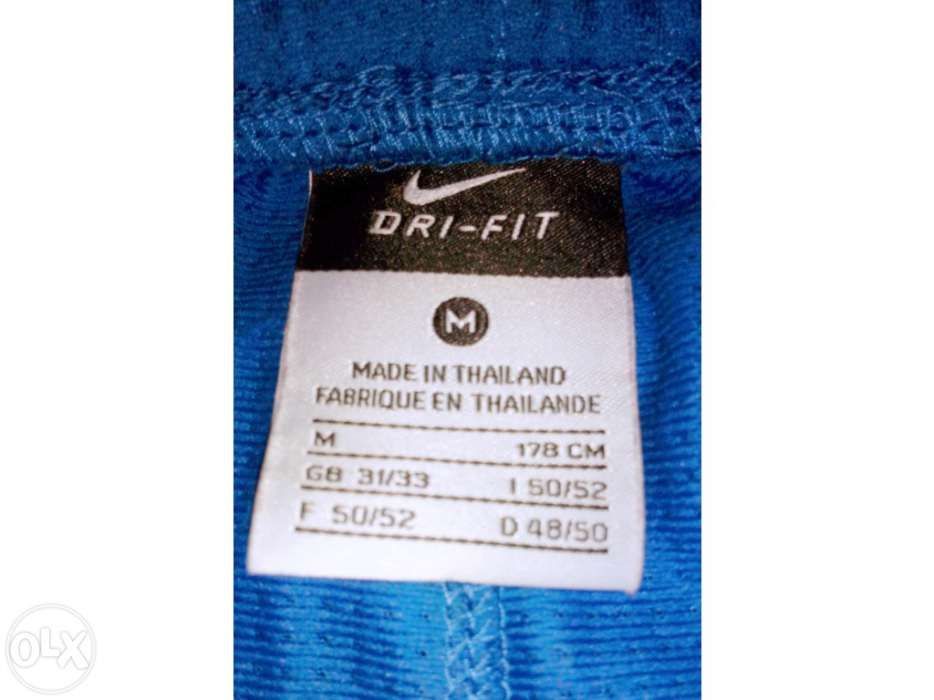 DRI-FIT
M
MADE IN THAILAND
FABRIQUE EN THAILANDE
M 178 CM
GB 31/33 I 50/52
F 50/52 D 48/50
OLX